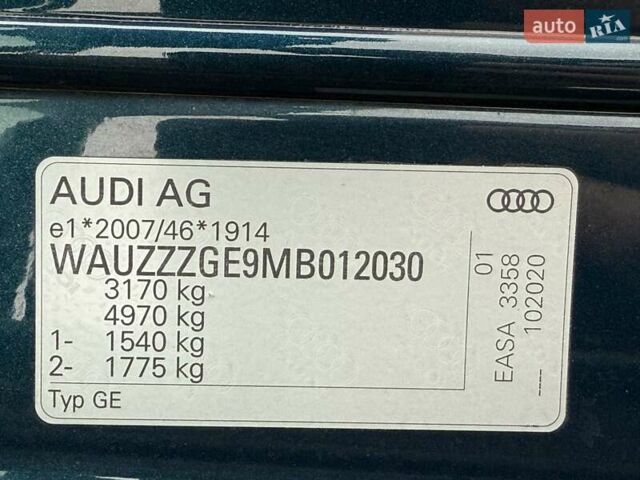 auto RIA.com
AUDI AG
e1*2007/46*1914
WAUZZZGE9MB012030
3170 kg
4970 kg
1- 1540 kg
2- 1775 kg
Typ GE
01
EASA 3358
---- 102020